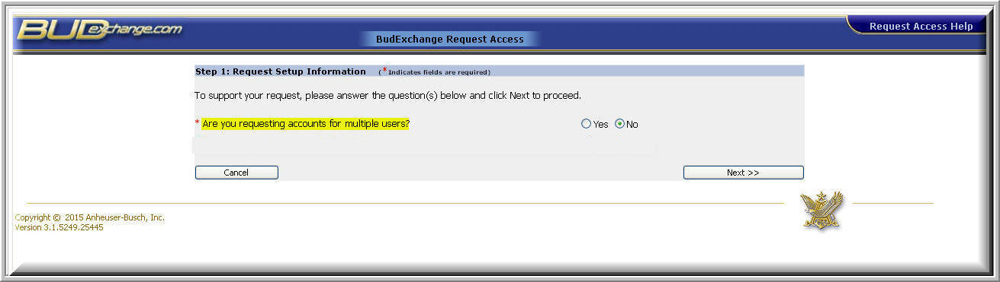 BUDexchange.com
Request Access Help
BudExchange Request Access
Step 1: Request Setup Information (*Indicates fields are required)
To support your request, please answer the question(s) below and click Next to proceed.
* Are you requesting accounts for multiple users? Yes No
Cancel Next >>
Copyright © 2015 Anheuser-Busch, Inc.
Version 3.1.5249.25445